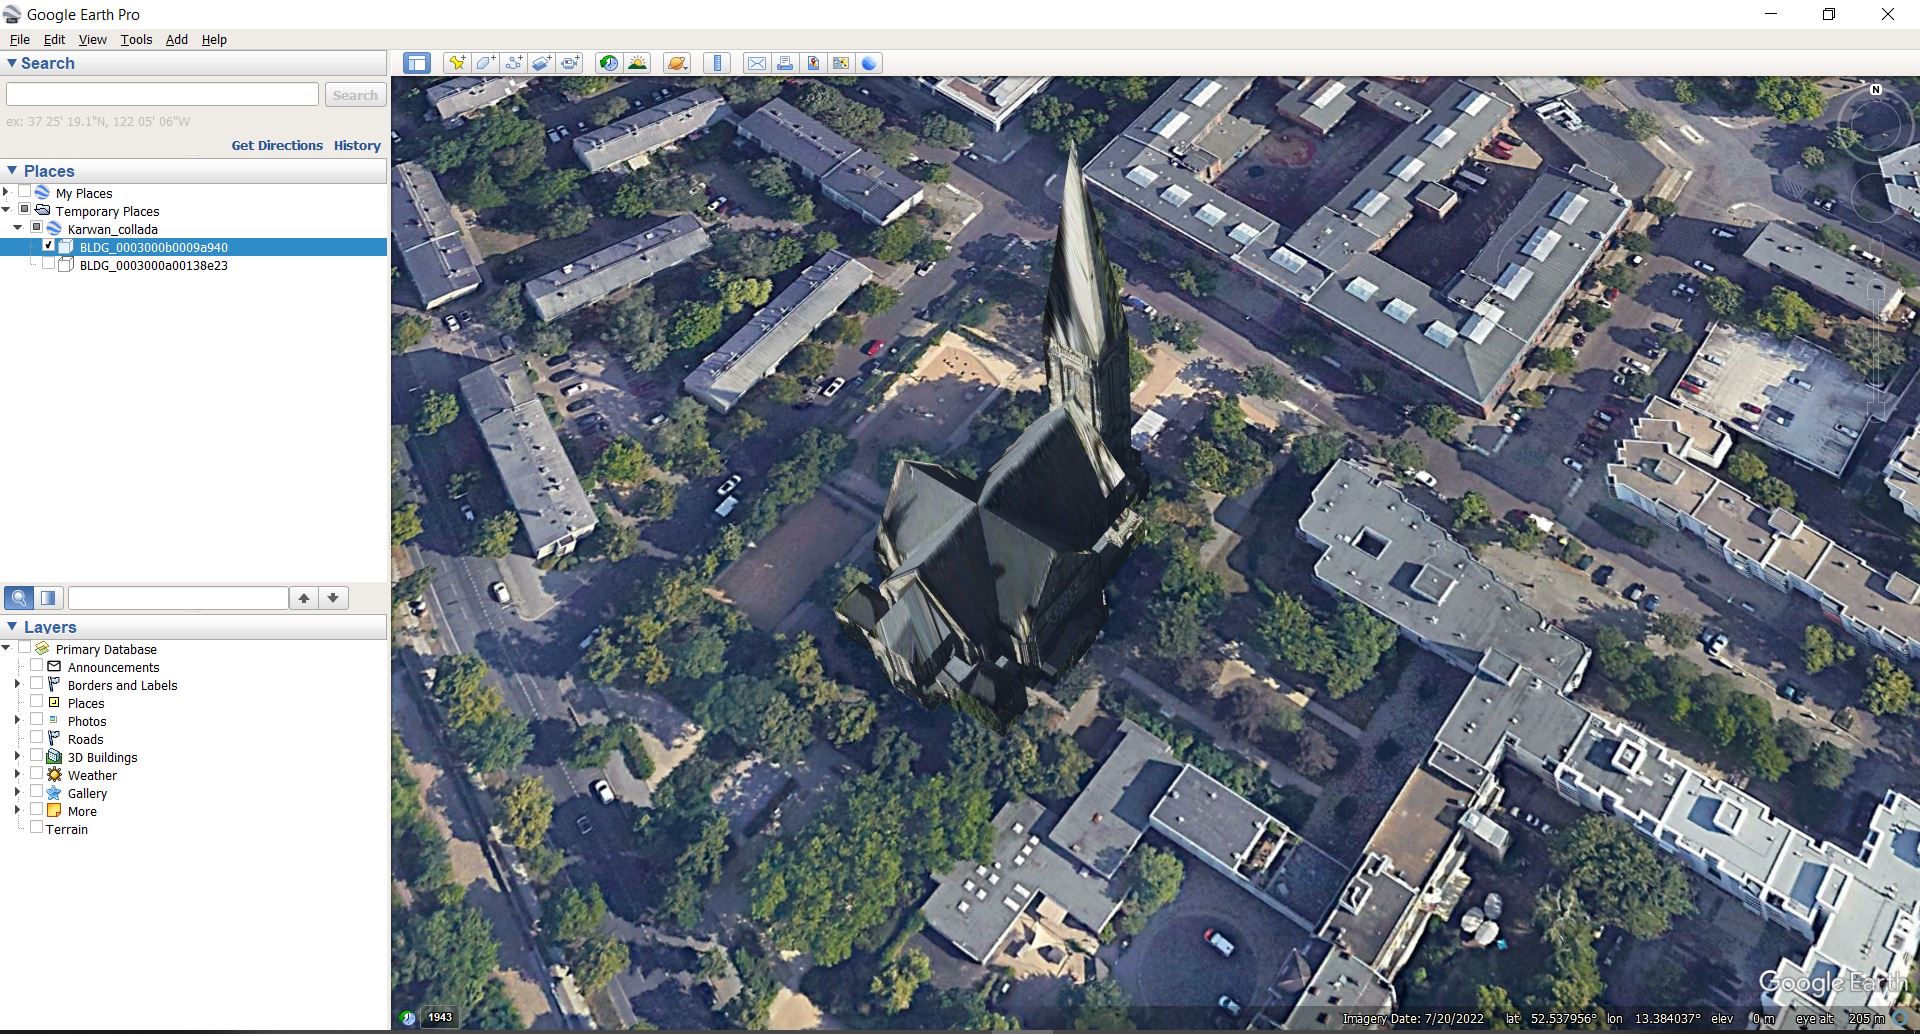 Google Earth Pro
File Edit View Tools Add Help
Search
Search
ex: 37 25' 19.1"N, 122 05' 06"W
Get Directions History
Places
My Places
Temporary Places
Karwan_collada
BLDG_0003000b0009a940
BLDG_0003000a00138e23
Layers
Primary Database
Announcements
Borders and Labels
Places
Photos
Roads
3D Buildings
Weather
Gallery
More
Terrain
N
Google Earth
1943
Imagery Date: 7/20/2022 lat 52.537956° lon 13.384037° elev 0 m eye alt 205 m